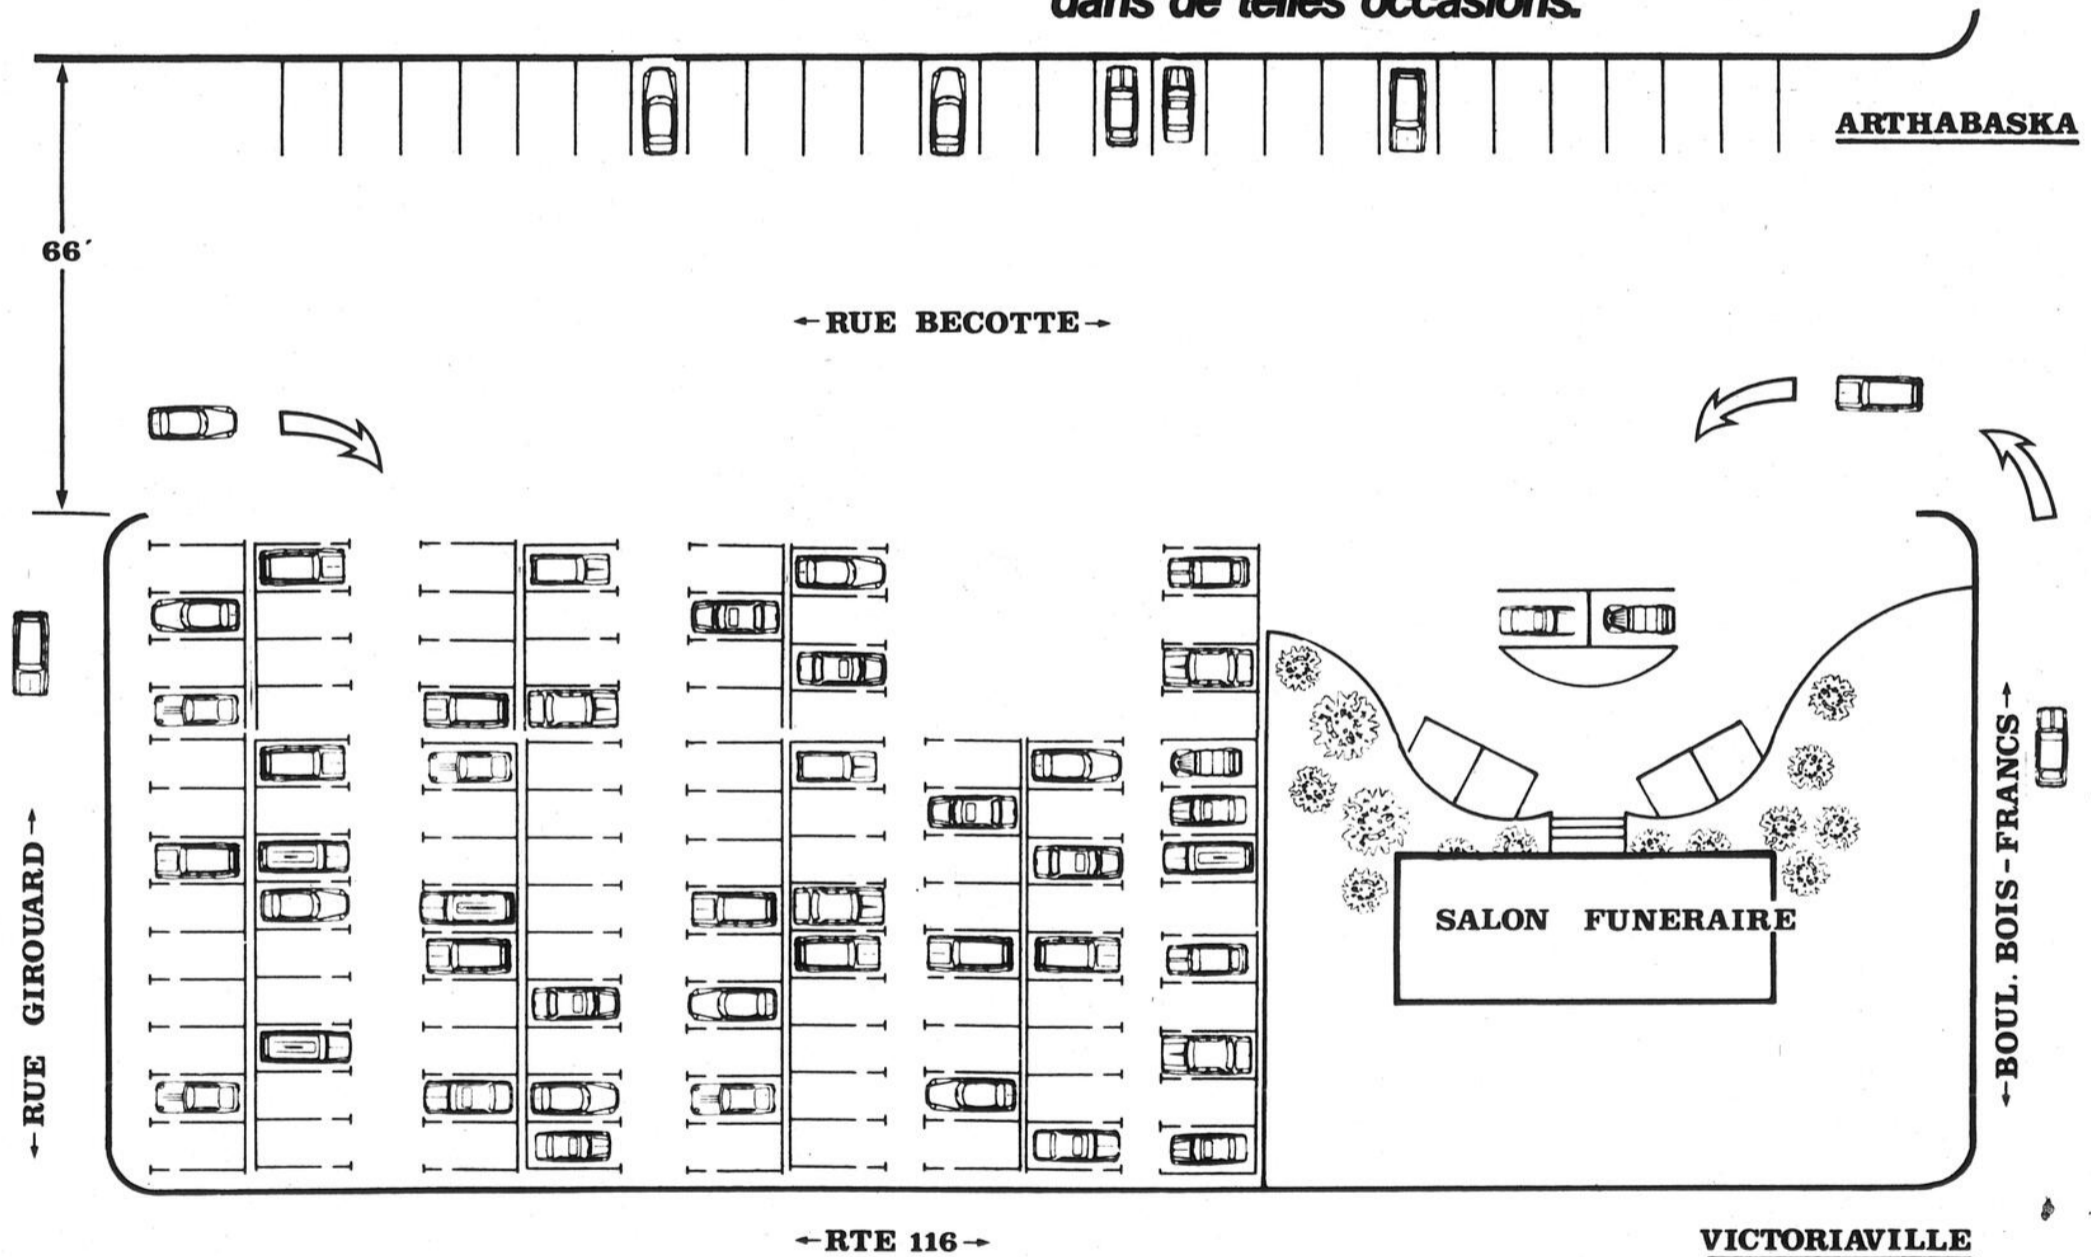 dans de telles occasions.
ARTHABASKA
66´
←RUE BECOTTE→
←RUE GIROUARD→
SALON FUNERAIRE
←BOUL. BOIS-FRANCS→
←RTE 116→
VICTORIAVILLE